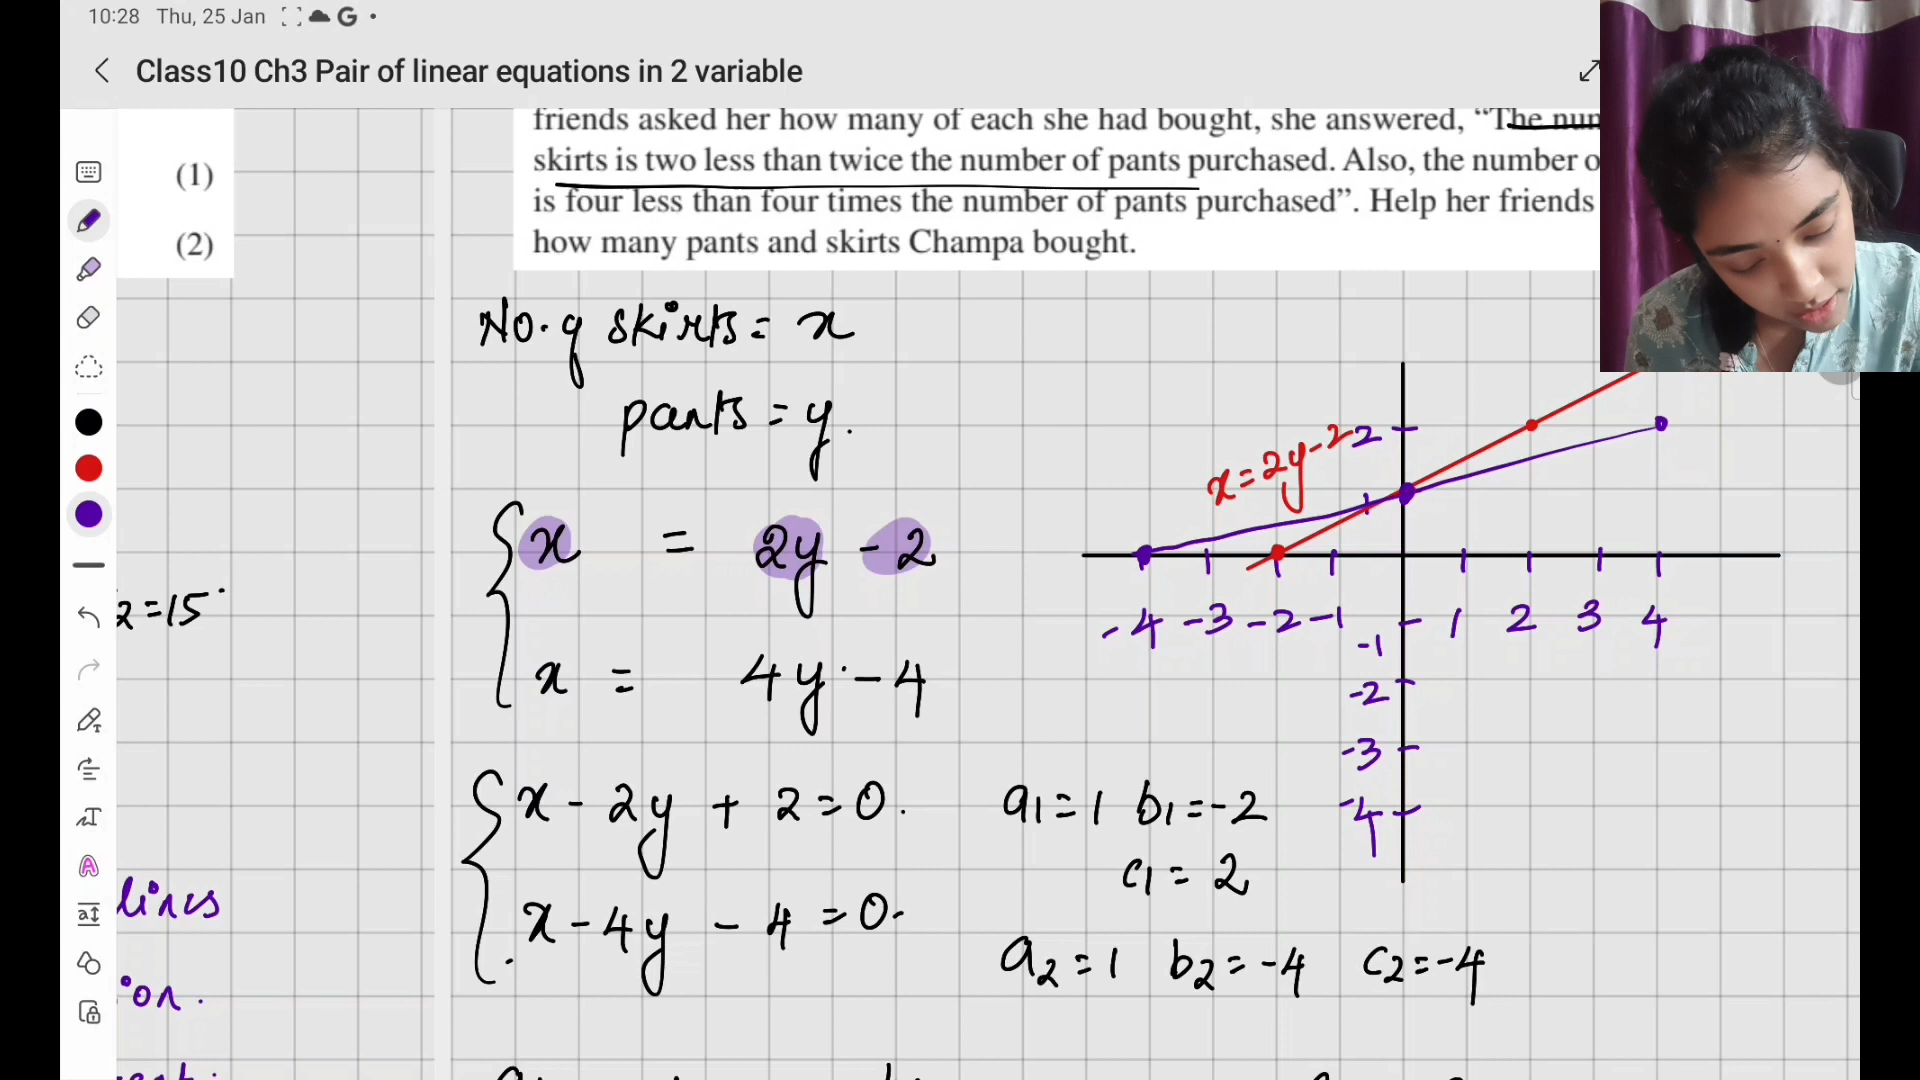 10:28 Thu, 25 Jan
Class10 Ch3 Pair of linear equations in 2 variable
(1)
(2)
friends asked her how many of each she had bought, she answered, “The num
skirts is two less than twice the number of pants purchased. Also, the number o
is four less than four times the number of pants purchased”. Help her friends
how many pants and skirts Champa bought.
No. of skirts = x
pants = y.
x = 2y - 2
x = 4y - 4
x - 2y + 2 = 0.
x - 4y - 4 = 0.
a1 = 1 b1 = -2
c1 = 2
a2 = 1 b2 = -4 c2 = -4
x = 2y - 2
2
1
-4 -3 -2 -1 1 2 3 4
-1
-2
-3
-4
2 = 15
lines
ion.